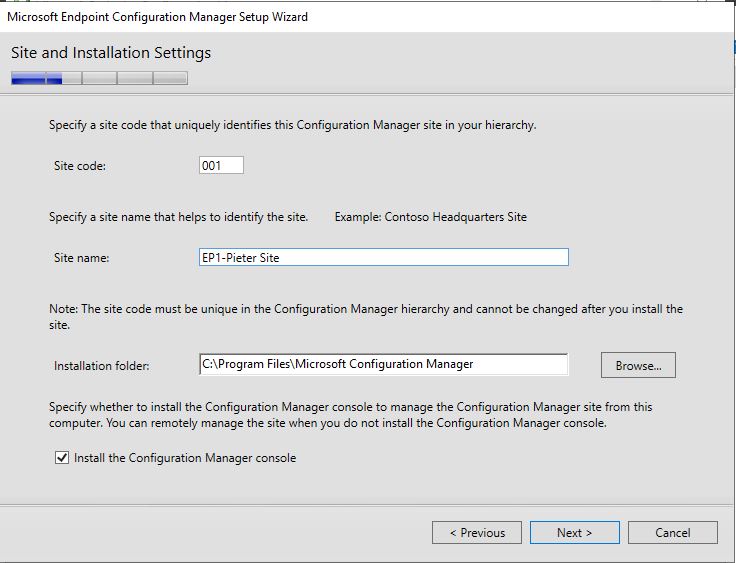 Microsoft Endpoint Configuration Manager Setup Wizard
Site and Installation Settings
Specify a site code that uniquely identifies this Configuration Manager site in your hierarchy.
Site code: 001
Specify a site name that helps to identify the site. Example: Contoso Headquarters Site
Site name: EP1-Pieter Site
Note: The site code must be unique in the Configuration Manager hierarchy and cannot be changed after you install the
site.
Installation folder: C:\Program Files\Microsoft Configuration Manager Browse...
Specify whether to install the Configuration Manager console to manage the Configuration Manager site from this
computer. You can remotely manage the site when you do not install the Configuration Manager console.
Install the Configuration Manager console
< Previous Next > Cancel